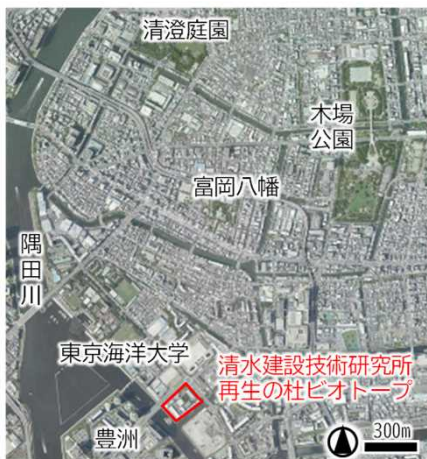 清澄庭園
木場
公園
富岡八幡
隅田川
東京海洋大学
清水建設技術研究所
再生の杜ビオトープ
豊洲
300m